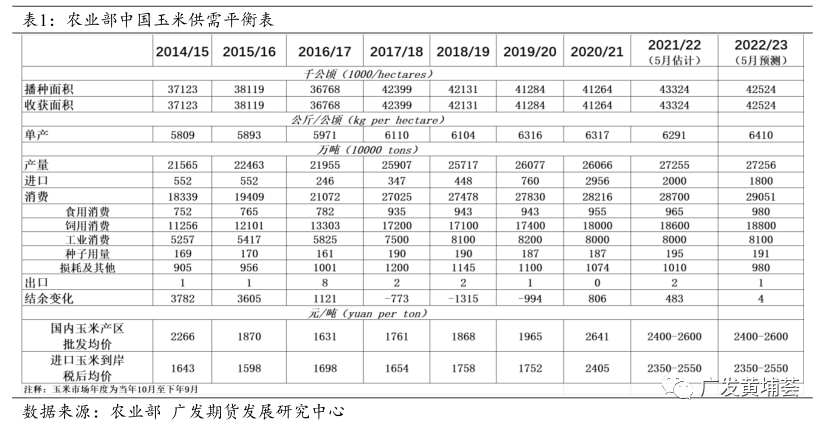 表1：农业部中国玉米供需平衡表
2014/15 2015/16 2016/17 2017/18 2018/19 2019/20 2020/21 2021/22 2022/23
(5月估计) (5月预测)
千公顷（1000/hectares)
播种面积 37123 38119 36768 42399 42131 41284 41264 43324 42524
收获面积 37123 38119 36768 42399 42131 41284 41264 43324 42524
公斤/公顷（kg per hectare)
单产 5809 5893 5971 6110 6104 6316 6317 6291 6410
万吨（10000 tons)
产量 21565 22463 21955 25907 25717 26077 26066 27255 27256
进口 552 552 246 347 448 760 2956 2000 1800
消费 18339 19409 21072 27025 27478 27830 28216 28700 29051
食用消费 752 765 782 935 943 943 955 965 980
饲用消费 11256 12101 13303 17200 17100 17400 18000 18600 18800
工业消费 5257 5417 5825 7500 8100 8200 8000 8000 8100
种子用量 169 170 161 190 190 187 187 195 191
损耗及其他 905 956 1001 1200 1145 1100 1074 1010 980
出口 1 1 8 2 2 1 0 2 1
结余变化 3782 3605 1121 -773 -1315 -994 806 483 4
元/吨（yuan per ton)
国内玉米产区
批发均价 2266 1870 1631 1761 1868 1965 2641 2400-2600 2400-2600
进口玉米到岸
税后均价 1643 1598 1698 1654 1758 1752 2405 2350-2550 2350-2550
注释：玉米市场年度为当年10月至下年9月
广发黄埔荟
数据来源：农业部 广发期货发展研究中心